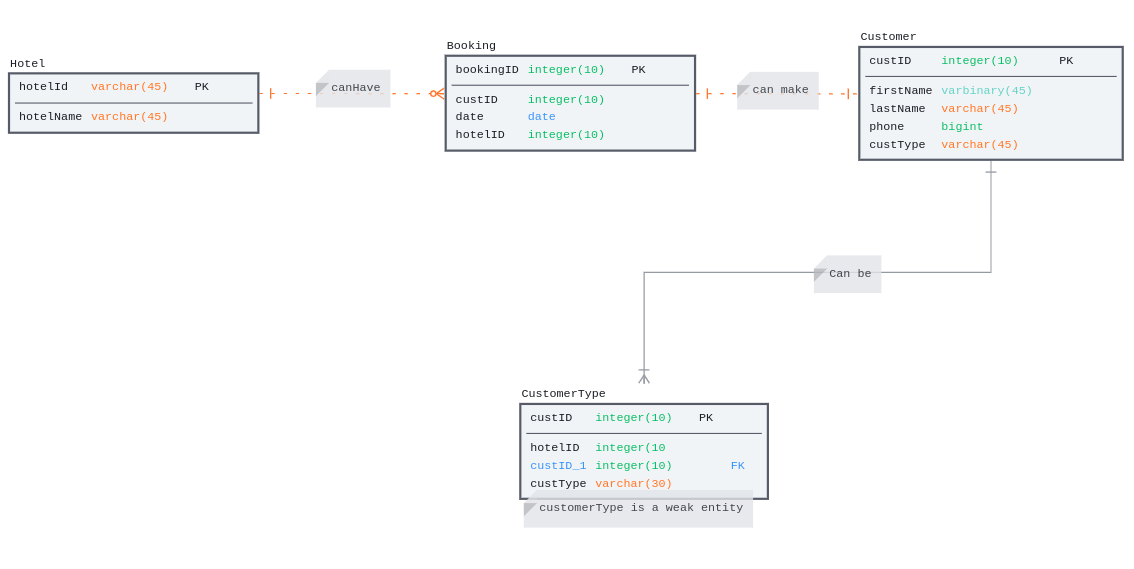 Hotel
hotelId varchar(45) PK
hotelName varchar(45)
canHave
Booking
bookingID integer(10) PK
custID integer(10)
date date
hotelID integer(10)
can make
Customer
custID integer(10) PK
firstName varbinary(45)
lastName varchar(45)
phone bigint
custType varchar(45)
Can be
CustomerType
custID integer(10) PK
hotelID integer(10
custID_1 integer(10) FK
custType varchar(30)
customerType is a weak entity